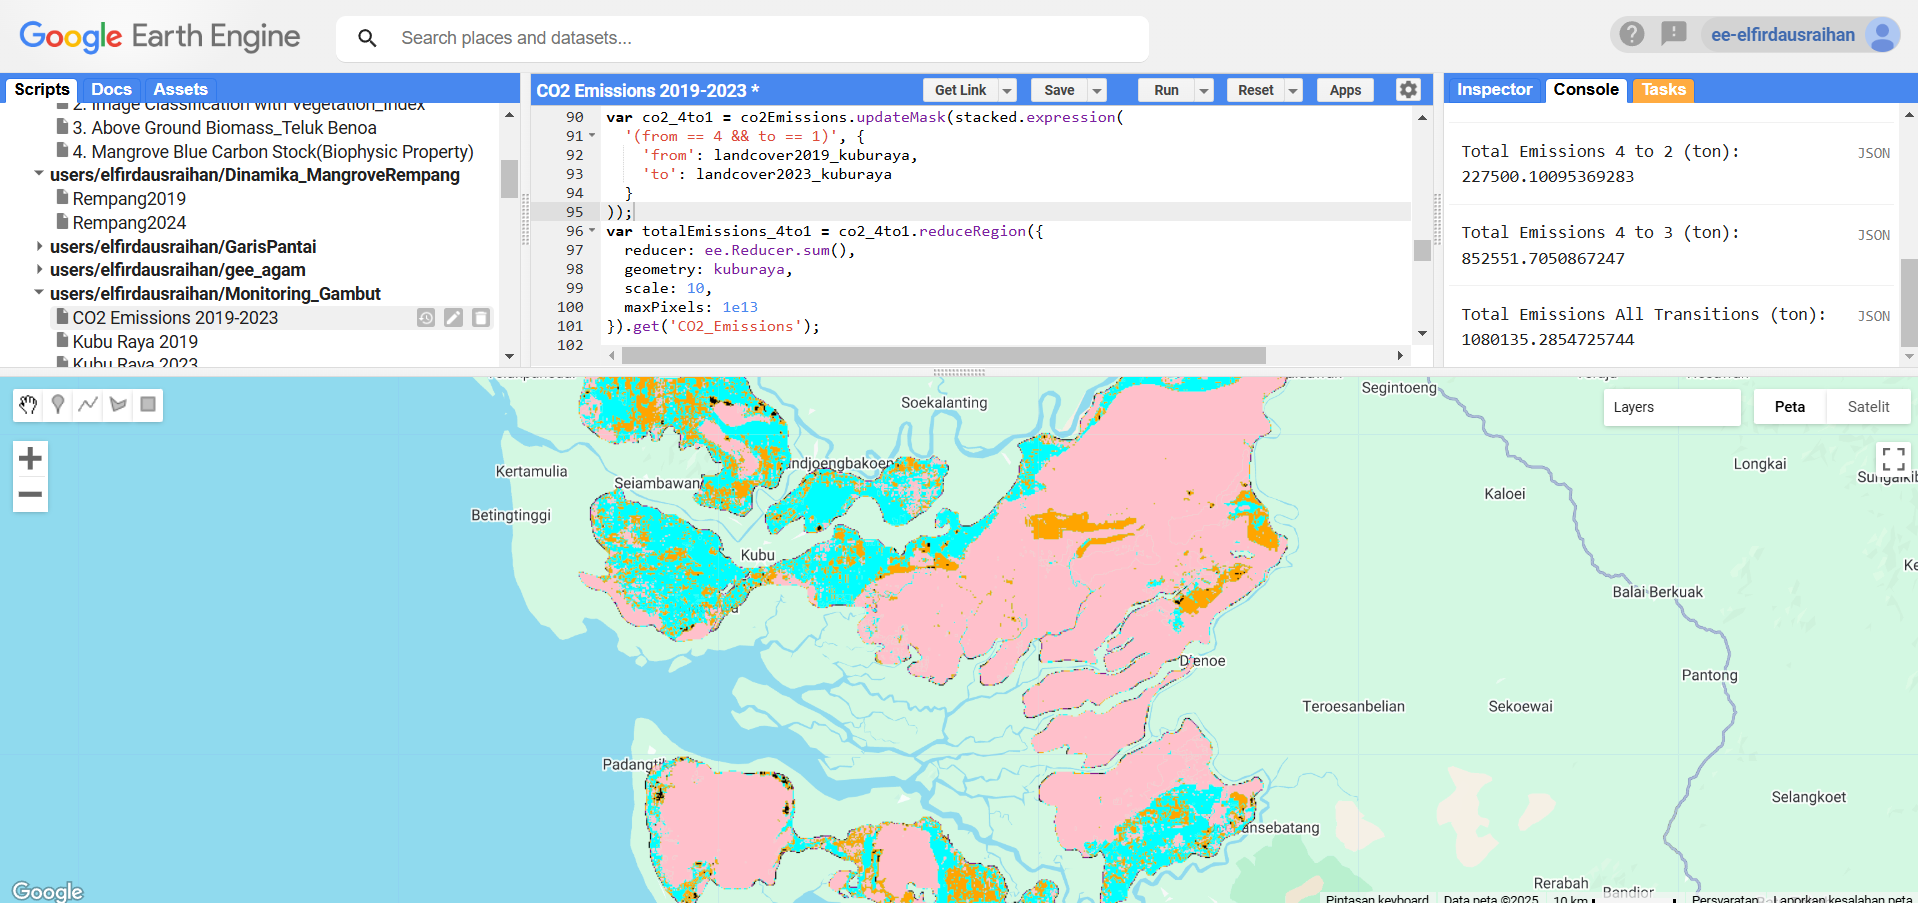 Google Earth Engine
Search places and datasets...
ee-elfirdausraihan
Scripts Docs Assets
2. Image Classification with Vegetation_Index
3. Above Ground Biomass_Teluk Benoa
4. Mangrove Blue Carbon Stock(Biophysic Property)
users/elfirdausraihan/Dinamika_MangroveRempang
Rempang2019
Rempang2024
users/elfirdausraihan/GarisPantai
users/elfirdausraihan/gee_agam
users/elfirdausraihan/Monitoring_Gambut
CO2 Emissions 2019-2023
Kubu Raya 2019
Kubu Raya 2023
CO2 Emissions 2019-2023 *
Get Link Save Run Reset Apps
90 var co2_4to1 = co2Emissions.updateMask(stacked.expression(
91 '(from == 4 && to == 1)', {
92 'from': landcover2019_kuburaya,
93 'to': landcover2023_kuburaya
94 }
95 ));
96 var totalEmissions_4to1 = co2_4to1.reduceRegion({
97 reducer: ee.Reducer.sum(),
98 geometry: kuburaya,
99 scale: 10,
100 maxPixels: 1e13
101 }).get('CO2_Emissions');
102
Inspector Console Tasks
Total Emissions 4 to 2 (ton): JSON
227500.10095369283
Total Emissions 4 to 3 (ton): JSON
852551.7050867247
Total Emissions All Transitions (ton): JSON
1080135.2854725744
Layers
Peta Satelit
Segintoeng
Soekalanting
Kertamulia
ndjoengbakoen
Longkai
Seiambawan
Sungaikib
Kaloei
Betingtinggi
Kubu
Ke
Balai Berkuak
D'enoe
Pantong
Teroesanbelian
Sekoewai
Padangti
Selangkoet
ansebatang
Rerabah
Bandior
Google
Pintasan keyboard Data peta ©2025 10 km Persyaratan Laporkan kesalahan peta